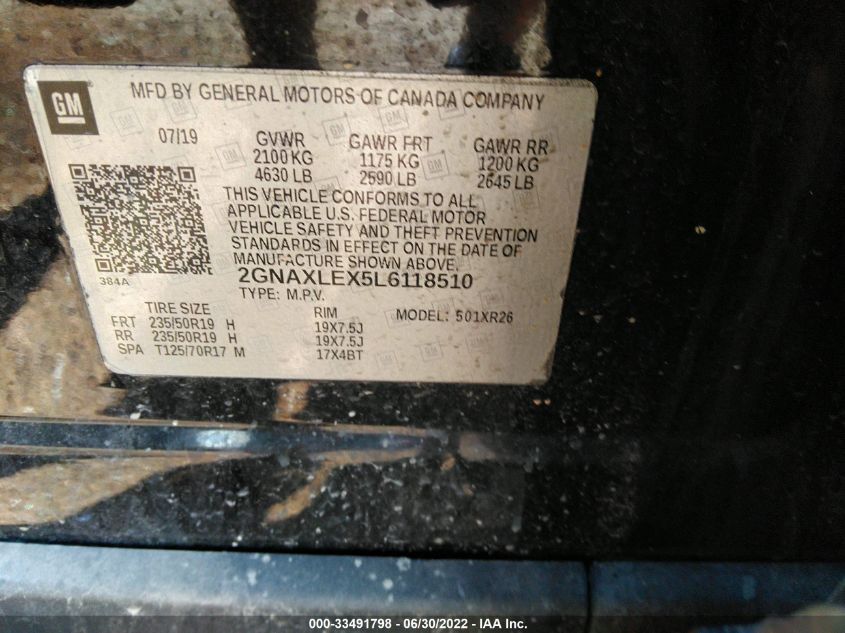 GM
MFD BY GENERAL MOTORS OF CANADA COMPANY
07/19 GVWR GAWR FRT GAWR RR
2100 KG 1175 KG 1200 KG
4630 LB 2590 LB 2645 LB
THIS VEHICLE CONFORMS TO ALL
APPLICABLE U.S. FEDERAL MOTOR
VEHICLE SAFETY AND THEFT PREVENTION
STANDARDS IN EFFECT ON THE DATE OF
MANUFACTURE SHOWN ABOVE.
384A
2GNAXLEX5L6118510
TYPE: M.P.V.
TIRE SIZE RIM MODEL: 501XR26
FRT 235/50R19 H 19X7.5J
RR 235/50R19 H 19X7.5J
SPA T125/70R17 M 17X4BT
000-33491798 - 06/30/2022 - IAA Inc.